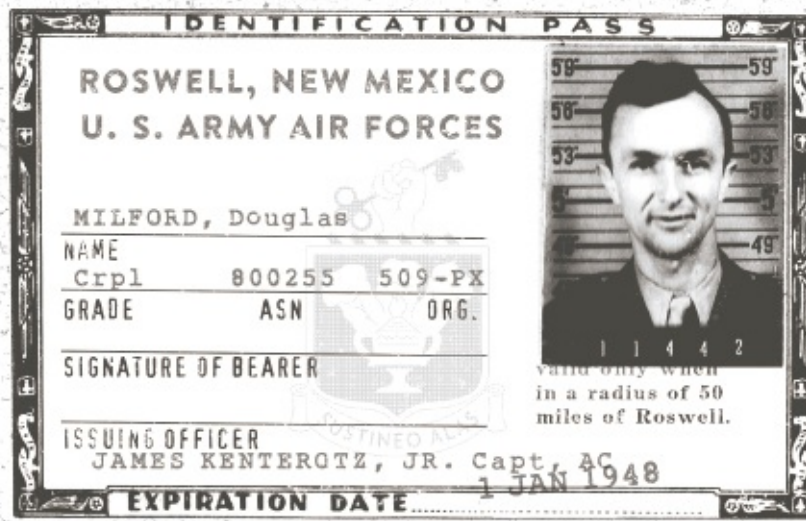 IDENTIFICATION PASS
ROSWELL, NEW MEXICO
U. S. ARMY AIR FORCES
MILFORD, Douglas
NAME
Crpl 800255 509-PX
GRADE ASN ORG.
SIGNATURE OF BEARER
ISSUING OFFICER
JAMES KENTEROTZ, JR. Capt, AC
1 JAN 1948
EXPIRATION DATE
SUSTINEO ALAS
59" 59"
56" 56"
53" 53"
5' 5'
49 49
1 1 4 4 2
valid only when
in a radius of 50
miles of Roswell.